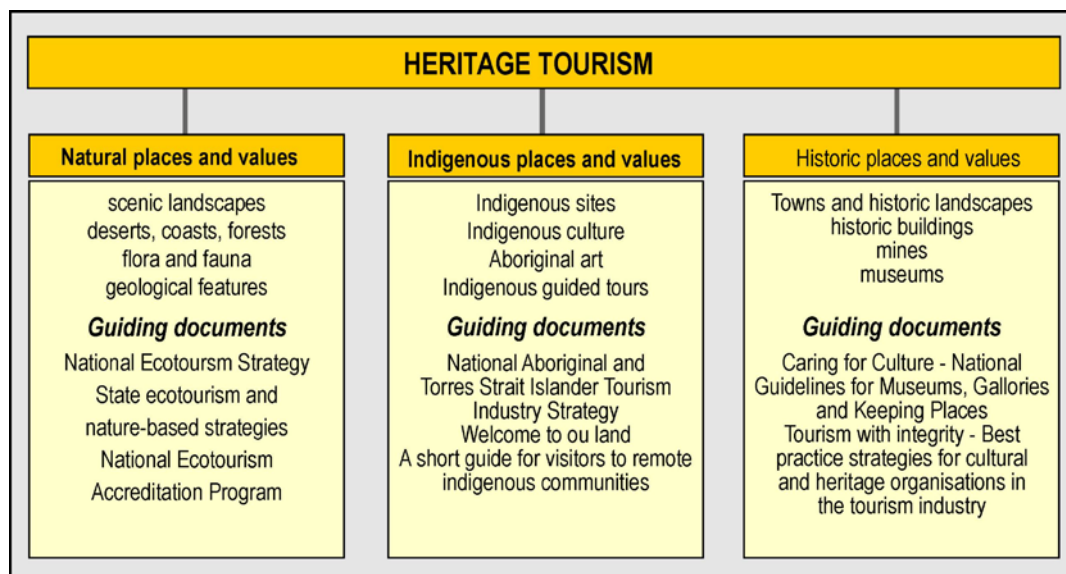 HERITAGE TOURISM
Natural places and values
scenic landscapes
deserts, coasts, forests
flora and fauna
geological features
Guiding documents
National Ecotoursm Strategy
State ecotourism and
nature-based strategies
National Ecotourism
Accreditation Program
Indigenous places and values
Indigenous sites
Indigenous culture
Aboriginal art
Indigenous guided tours
Guiding documents
National Aboriginal and
Torres Strait Islander Tourism
Industry Strategy
Welcome to ou land
A short guide for visitors to remote
indigenous communities
Historic places and values
Towns and historic landscapes
historic buildings
mines
museums
Guiding documents
Caring for Culture - National
Guidelines for Museums, Gallories
and Keeping Places
Tourism with integrity - Best
practice strategies for cultural
and heritage organisations in
the tourism industry